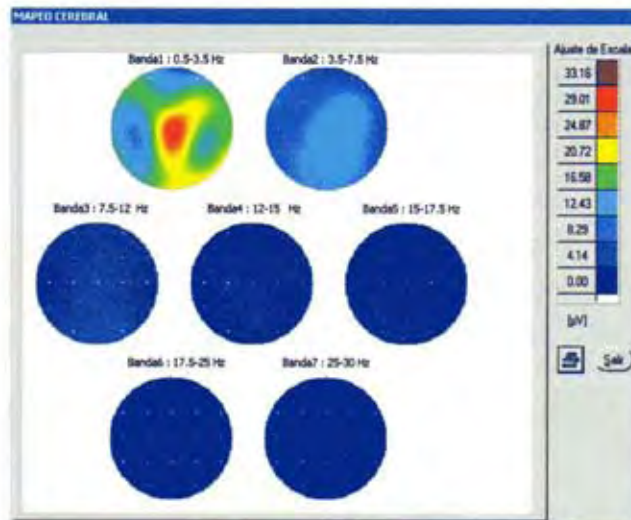 MAPEO CEREBRAL
Banda1 : 0.5-3.5 Hz
Banda2 : 3.5-7.5 Hz
Banda3 : 7.5-12 Hz
Banda4 : 12-15 Hz
Banda5 : 15-17.5 Hz
Banda6 : 17.5-25 Hz
Banda7 : 25-30 Hz
Ajuste de Escala
33.16
29.01
24.87
20.72
16.58
12.43
8.29
4.14
0.00
[µV]
Salir